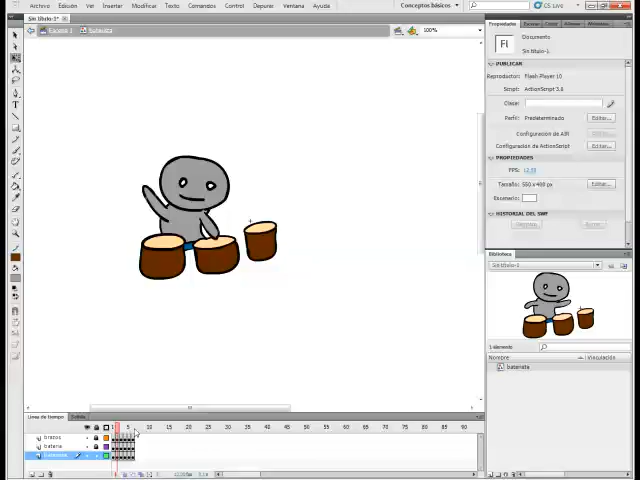 Archivo Edición Ver Insertar Modificar Texto Comandos Control Depurar Ventana Ayuda
Conceptos básicos
CS Live
Sin título-1*
Escena 1
100%
Propiedades
Documento
Sin título-1
PUBLICAR
Reproductor: Flash Player 10
Script: ActionScript 3.0
Clase:
Perfil: Predeterminado Editar...
Configuración de AIR
Configuración de ActionScript Editar...
PROPIEDADES
FPS: 12,00
Tamaño: 550 x 400 px Editar...
Escenario:
HISTORIAL DEL SWF
Biblioteca
Sin título-1
1 elemento
Nombre Vinculación
baterista
Línea de tiempo Salida
1 5 10 15 20 25 30 35 40 45 50 55 60 65 70 75 80 85 90
brazos
bateria